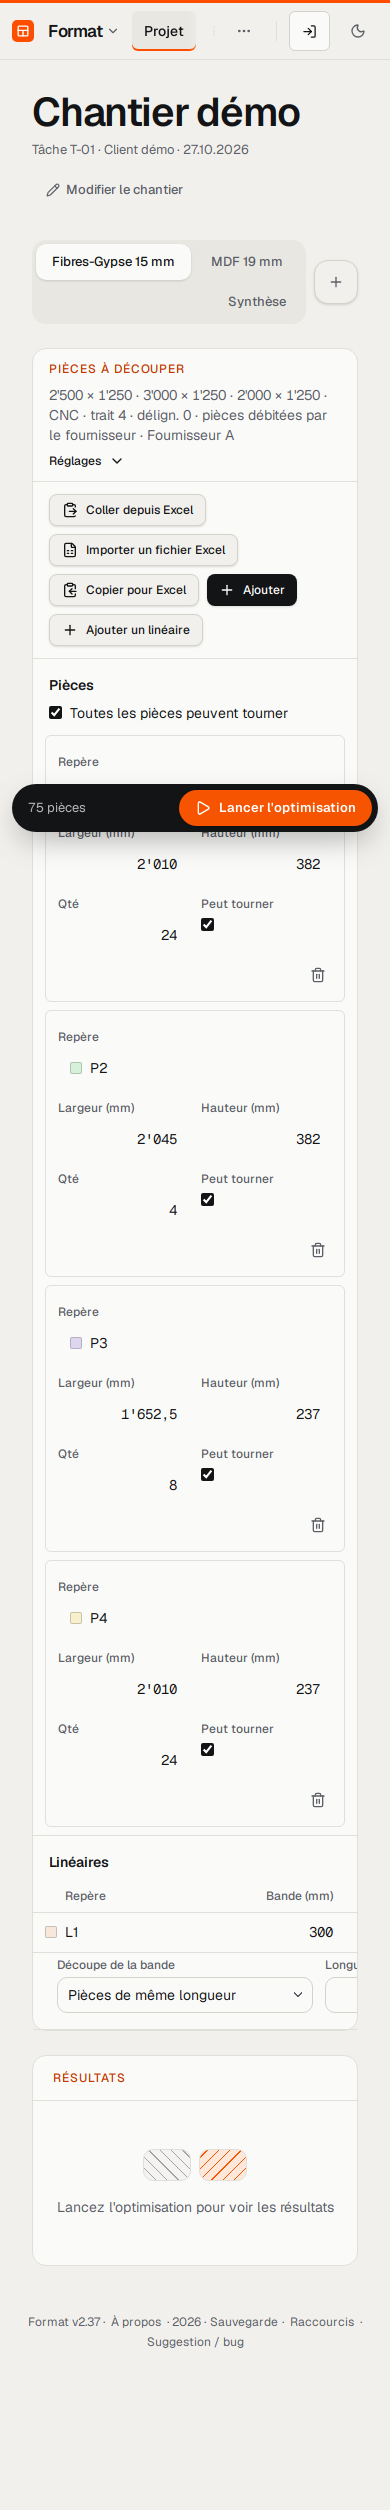 Format
Projet
Chantier démo
Tâche T-01 · Client démo · 27.10.2026
Modifier le chantier
Fibres-Gypse 15 mm
MDF 19 mm
Synthèse
PIÈCES À DÉCOUPER
2'500 × 1'250 · 3'000 × 1'250 · 2'000 × 1'250 ·
CNC · trait 4 · délign. 0 · pièces débitées par
le fournisseur · Fournisseur A
Réglages
Coller depuis Excel
Importer un fichier Excel
Copier pour Excel
Ajouter
Ajouter un linéaire
Pièces
Toutes les pièces peuvent tourner
Repère
75 pièces
Lancer l'optimisation
Largeur (mm)
Hauteur (mm)
2'010
382
Qté
Peut tourner
24
Repère
P2
Largeur (mm)
Hauteur (mm)
2'045
382
Qté
Peut tourner
4
Repère
P3
Largeur (mm)
Hauteur (mm)
1'652,5
237
Qté
Peut tourner
8
Repère
P4
Largeur (mm)
Hauteur (mm)
2'010
237
Qté
Peut tourner
24
Linéaires
Repère
Bande (mm)
L1
300
Découpe de la bande
Longu
Pièces de même longueur
RÉSULTATS
Lancez l'optimisation pour voir les résultats
Format v2.37 · À propos · 2026 · Sauvegarde · Raccourcis ·
Suggestion / bug